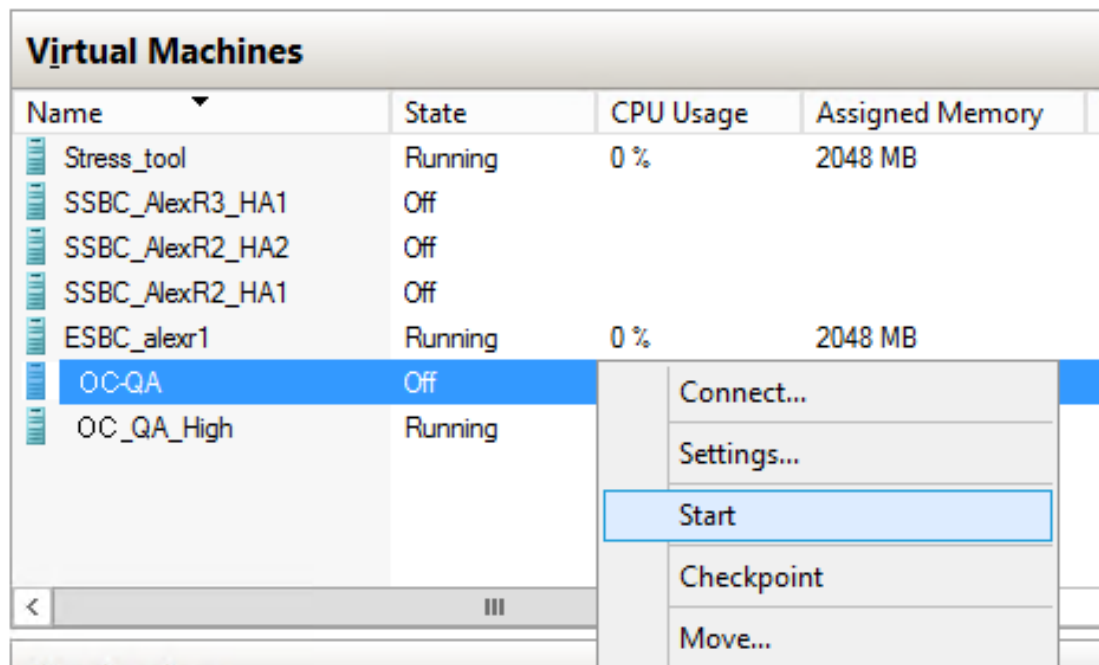 Virtual Machines
Name State CPU Usage Assigned Memory
Stress_tool Running 0 % 2048 MB
SSBC_AlexR3_HA1 Off
SSBC_AlexR2_HA2 Off
SSBC_AlexR2_HA1 Off
ESBC_alexr1 Running 0 % 2048 MB
OC-QA Off
Connect...
OC_QA_High Running
Settings...
Start
Checkpoint
Move...